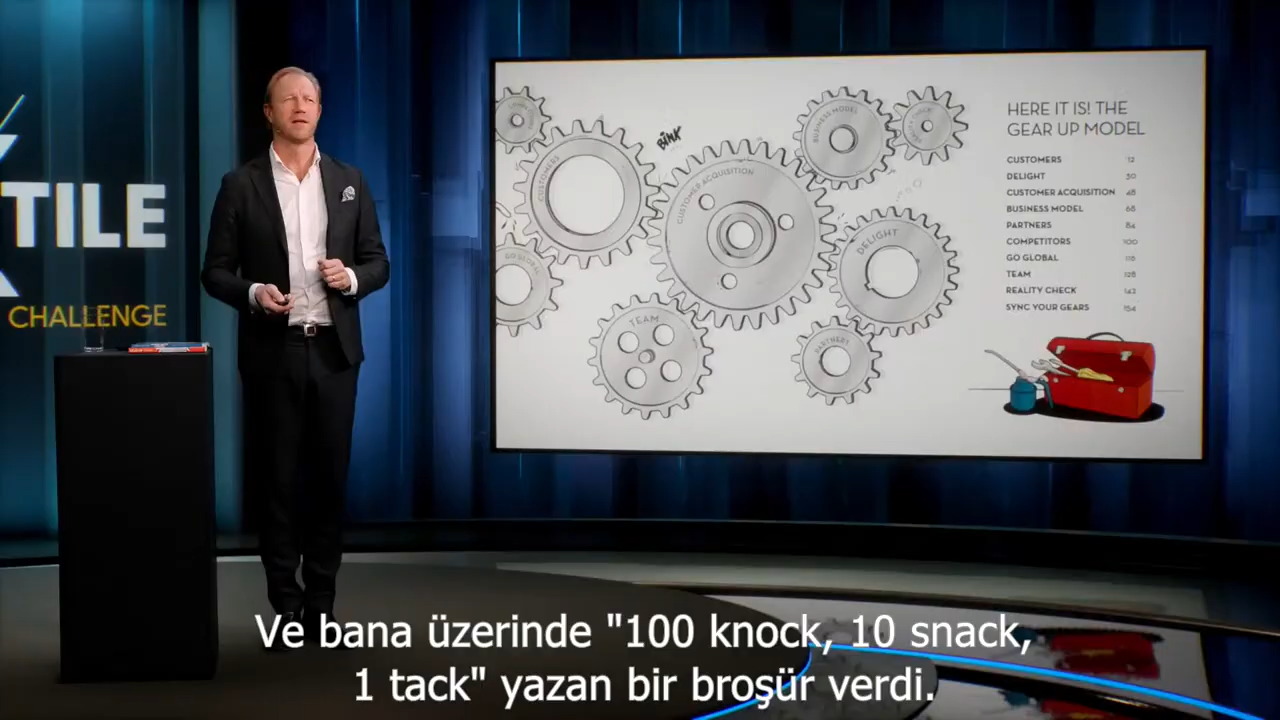 TILE
CHALLENGE
CUSTOMERS
BINK
CUSTOMER ACQUISITION
BUSINESS MODEL
GO GLOBAL
DELIGHT
TEAM
PARTNERS
HERE IT IS! THE
GEAR UP MODEL
CUSTOMERS 12
DELIGHT 30
CUSTOMER ACQUISITION 48
BUSINESS MODEL 68
PARTNERS 84
COMPETITORS 100
GO GLOBAL 118
TEAM 128
REALITY CHECK 142
SYNC YOUR GEARS 154
Ve bana üzerinde "100 knock, 10 snack,
1 tack" yazan bir broşür verdi.